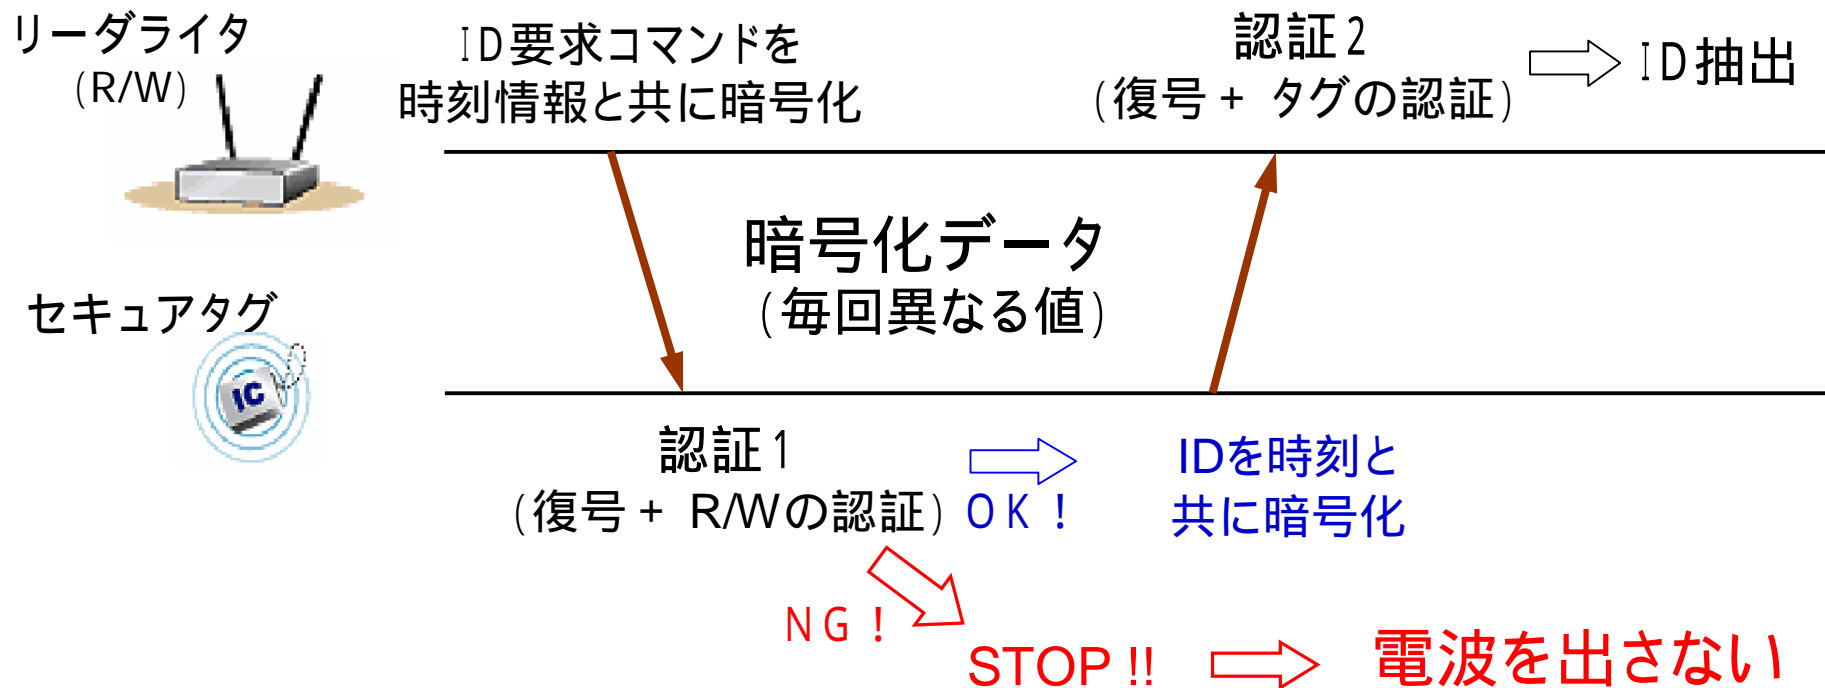 リーダライタ
(R/W)
ID要求コマンドを
時刻情報と共に暗号化
認証2
(復号+ タグの認証)
ID抽出
暗号化データ
(毎回異なる値)
セキュアタグ
IC
認証1
(復号+ R/Wの認証)
OK!
IDを時刻と
共に暗号化
NG!
STOP!!
電波を出さない